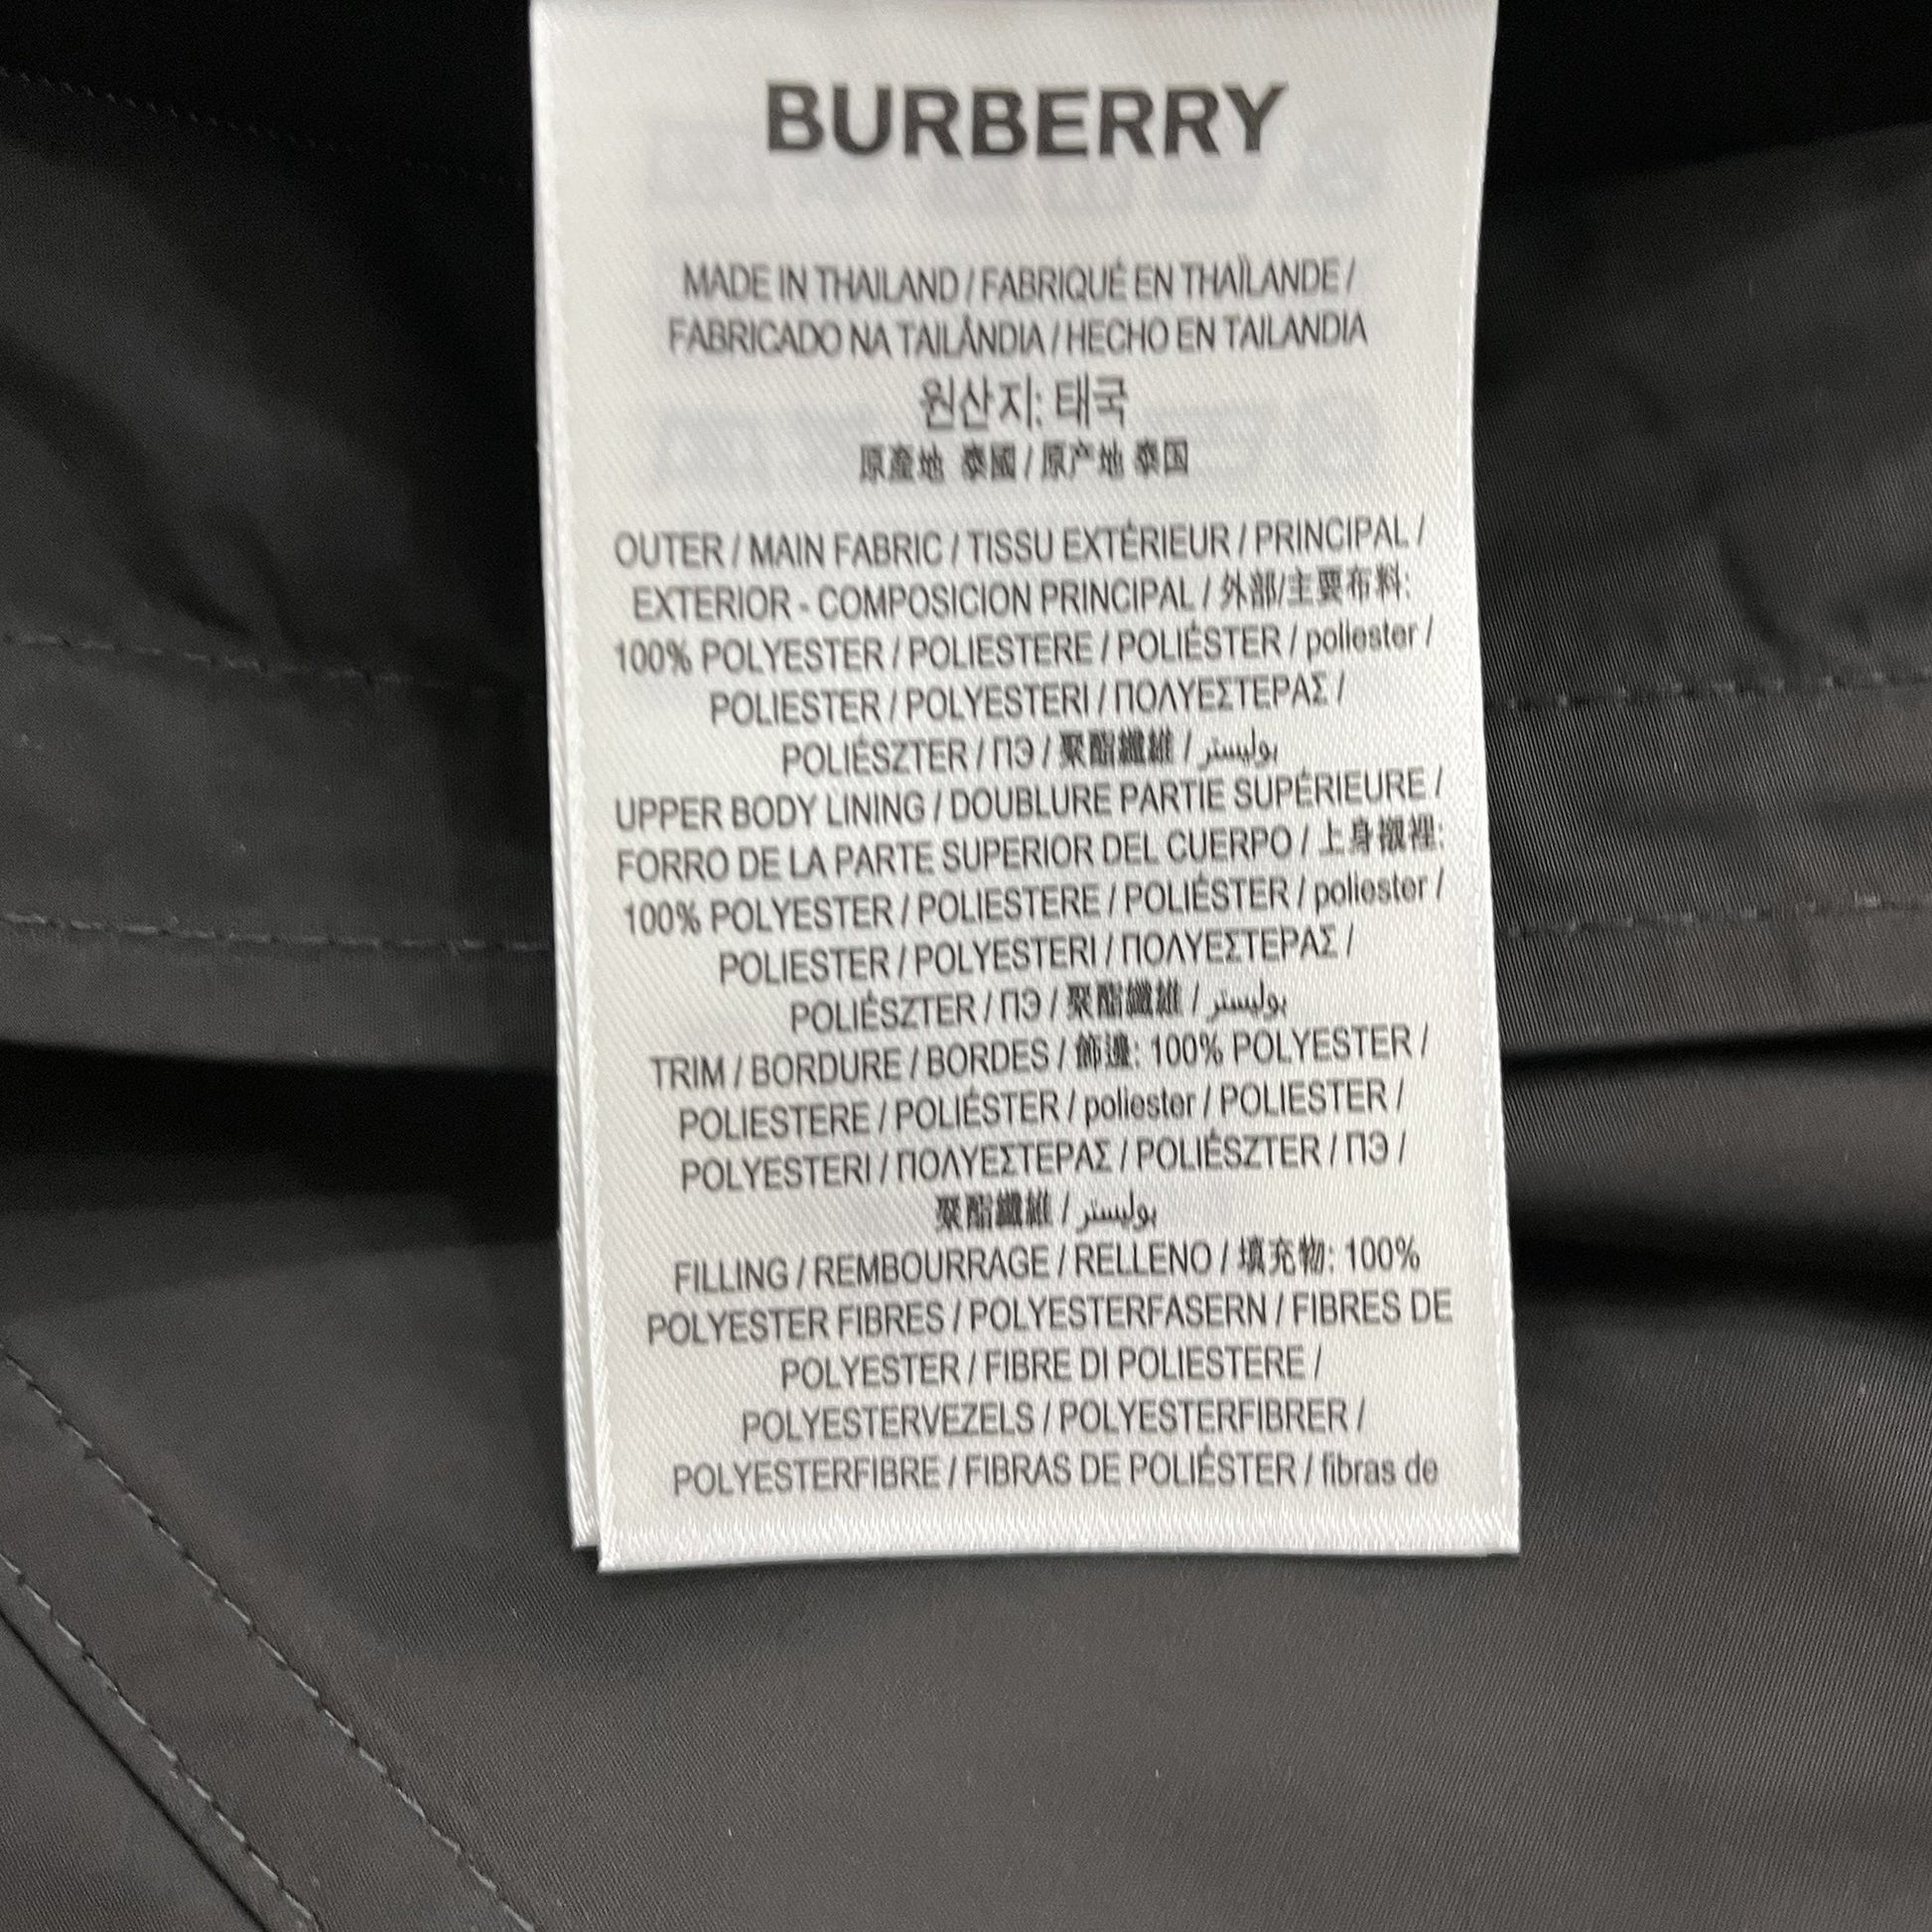 BURBERRY
MADE IN THAILAND / FABRIQUÉ EN THAÏLANDE /
FABRICADO NA TAILÂNDIA / HECHO EN TAILANDIA
원산지: 태국
原產地 泰國 / 原产地 泰国
OUTER / MAIN FABRIC / TISSU EXTÉRIEUR / PRINCIPAL /
EXTERIOR - COMPOSICION PRINCIPAL / 外部/主要布料:
100% POLYESTER / POLIESTERE / POLIÉSTER / poliester /
POLIESTER / POLYESTERI / ΠΟΛΥΕΣΤΕΡΑΣ /
POLIÉSZTER / ПЭ / 聚酯纖維 / بوليستر
UPPER BODY LINING / DOUBLURE PARTIE SUPÉRIEURE /
FORRO DE LA PARTE SUPERIOR DEL CUERPO / 上身襯裡:
100% POLYESTER / POLIESTERE / POLIÉSTER / poliester /
POLIESTER / POLYESTERI / ΠΟΛΥΕΣΤΕΡΑΣ /
POLIÉSZTER / ПЭ / 聚酯纖維 / بوليستر
TRIM / BORDURE / BORDES / 飾邊: 100% POLYESTER /
POLIESTERE / POLIÉSTER / poliester / POLIESTER /
POLYESTERI / ΠΟΛΥΕΣΤΕΡΑΣ / POLIÉSZTER / ПЭ /
聚酯纖維 / بوليستر
FILLING / REMBOURRAGE / RELLENO / 填充物: 100%
POLYESTER FIBRES / POLYESTERFASERN / FIBRES DE
POLYESTER / FIBRE DI POLIESTERE /
POLYESTERVEZELS / POLYESTERFIBRER /
POLYESTERFIBRE / FIBRAS DE POLIÉSTER / fibras de